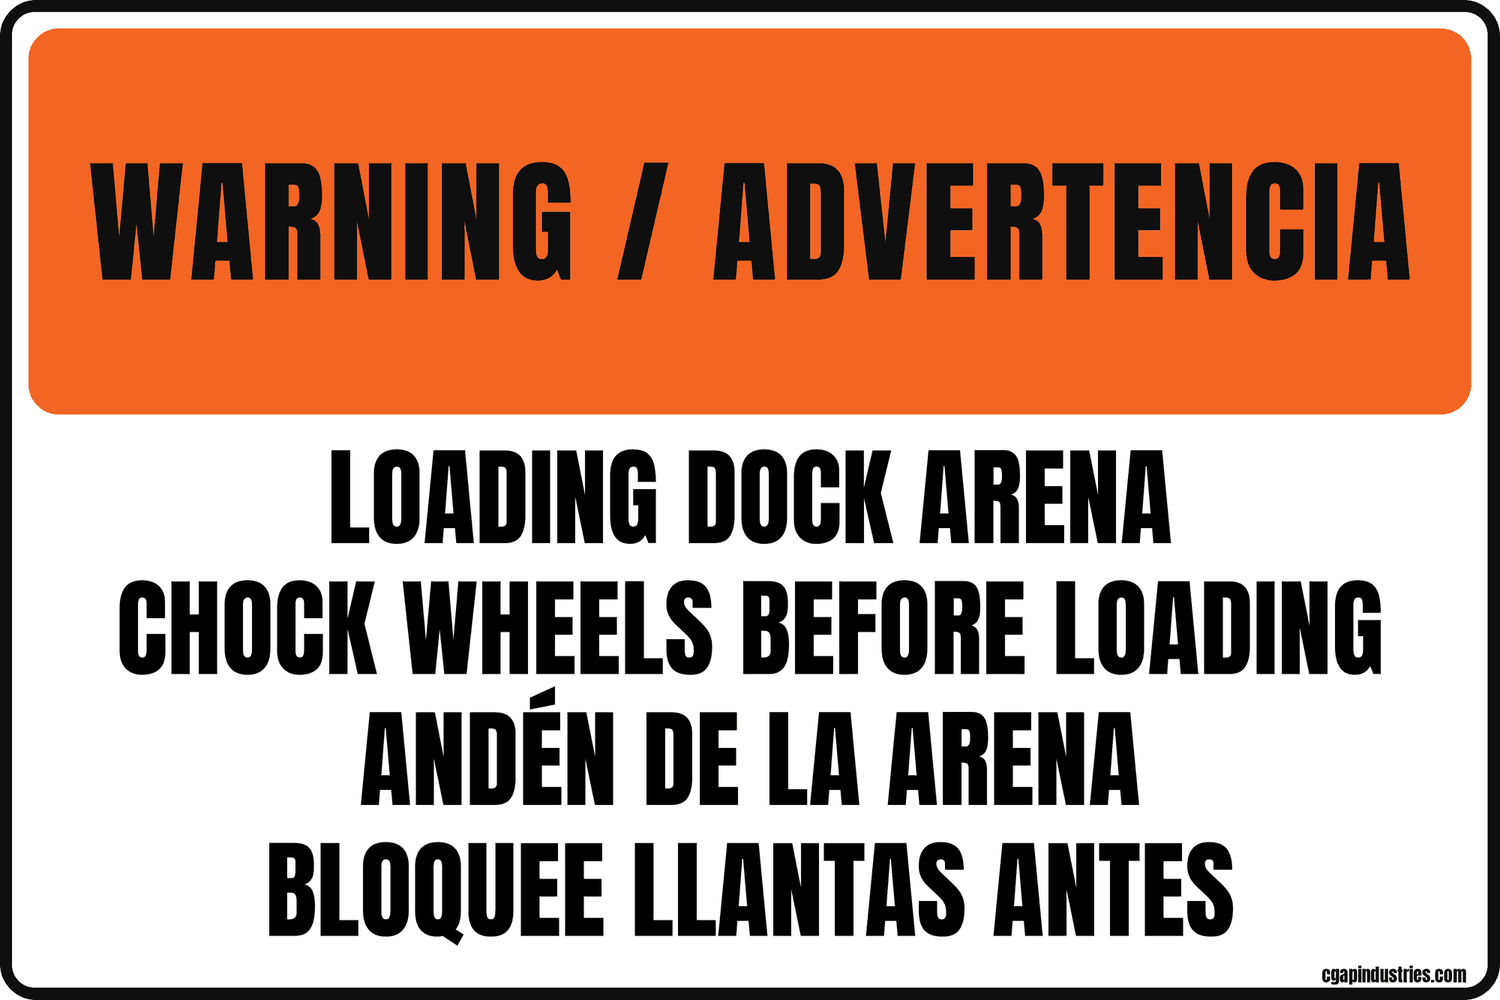 WARNING / ADVERTENCIA
LOADING DOCK ARENA
CHOCK WHEELS BEFORE LOADING
ANDÉN DE LA ARENA
BLOQUEE LLANTAS ANTES
cgapindustries.com